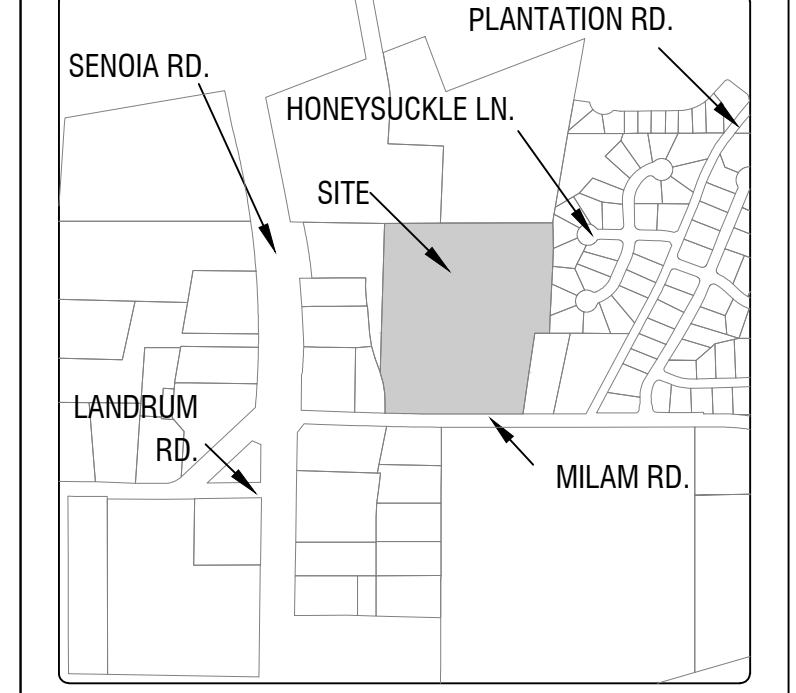 PLANTATION RD.
SENOIA RD.
HONEYSUCKLE LN.
SITE
LANDRUM
RD.
MILAM RD.